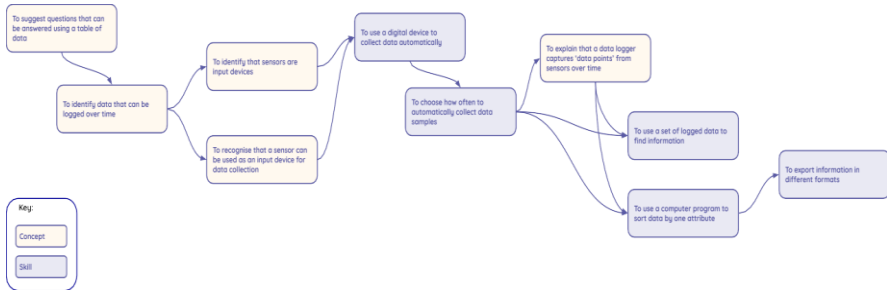 To suggest questions that can
be answered using a table of
data
To identify data that can be
logged over time
To identify that sensors are
input devices
To recognise that a sensor can
be used as an input device for
data collection
To use a digital device to
collect data automatically
To choose how often to
automatically collect data
samples
To explain that a data logger
captures 'data points' from
sensors over time
To use a set of logged data to
find information
To use a computer program to
sort data by one attribute
To export information in
different formats
Key:
Concept
Skill